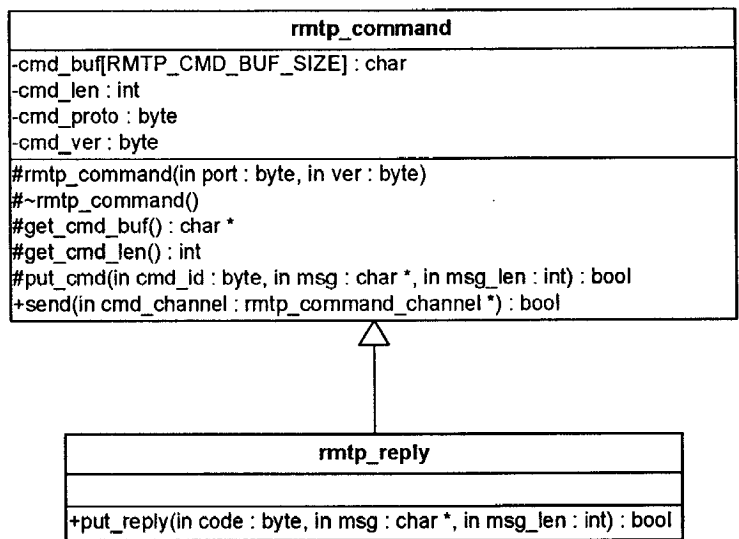 rmtp_command
-cmd_buf[RMTP_CMD_BUF_SIZE] : char
-cmd_len : int
-cmd_proto : byte
-cmd_ver : byte
#rmtp_command(in port : byte, in ver : byte)
#~rmtp_command()
#get_cmd_buf() : char *
#get_cmd_len() : int
#put_cmd(in cmd_id : byte, in msg : char *, in msg_len : int) : bool
+send(in cmd_channel : rmtp_command_channel *) : bool
rmtp_reply
+put_reply(in code : byte, in msg : char *, in msg_len : int) : bool